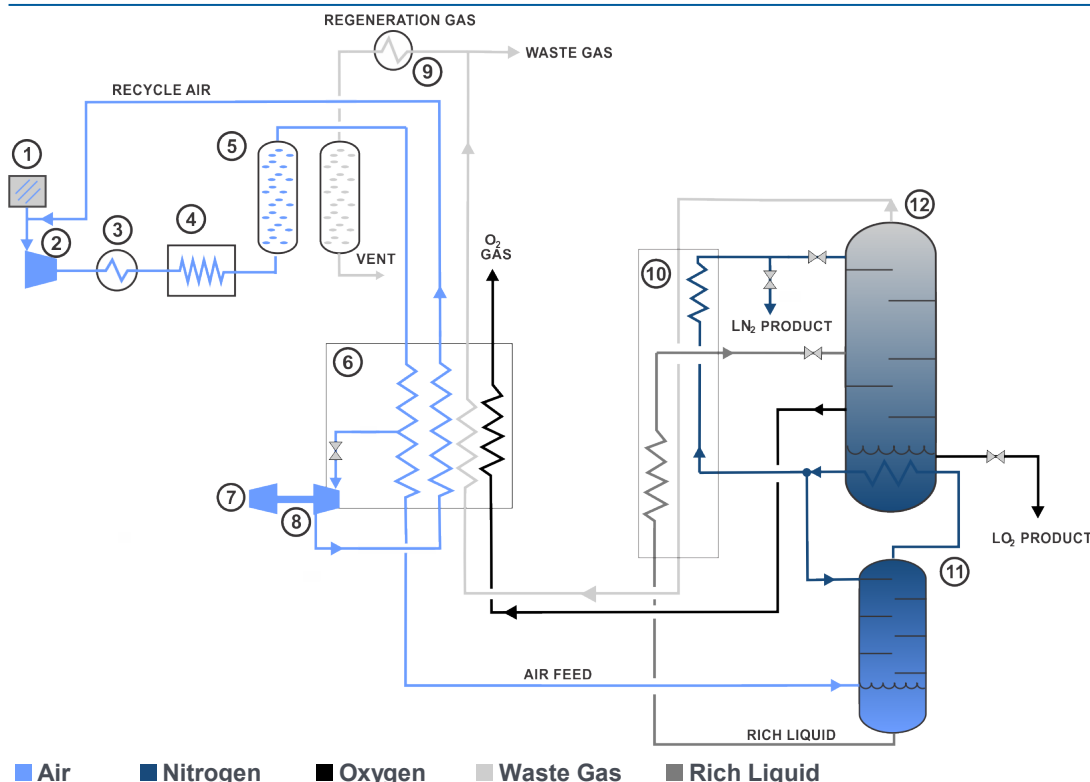 REGENERATION GAS
WASTE GAS
9
RECYCLE AIR
1
5
2
3
4
VENT
O₂
GAS
12
10
LN₂ PRODUCT
6
7
8
LO₂ PRODUCT
11
AIR FEED
RICH LIQUID
Air
Nitrogen
Oxygen
Waste Gas
Rich Liquid